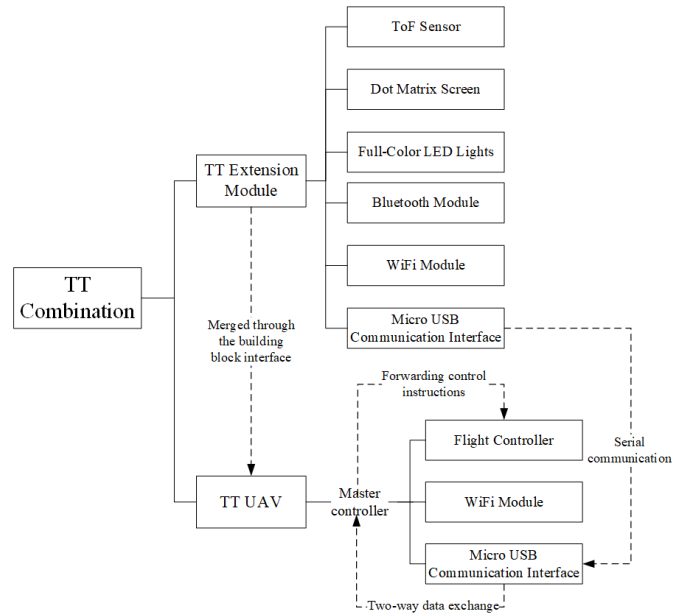 ToF Sensor
Dot Matrix Screen
Full-Color LED Lights
TT Extension
Module
Bluetooth Module
WiFi Module
TT
Combination
Micro USB
Communication Interface
Merged through
the building
block interface
Forwarding control
instructions
Flight Controller
Serial
communication
TT UAV
Master
controller
WiFi Module
Micro USB
Communication Interface
Two-way data exchange